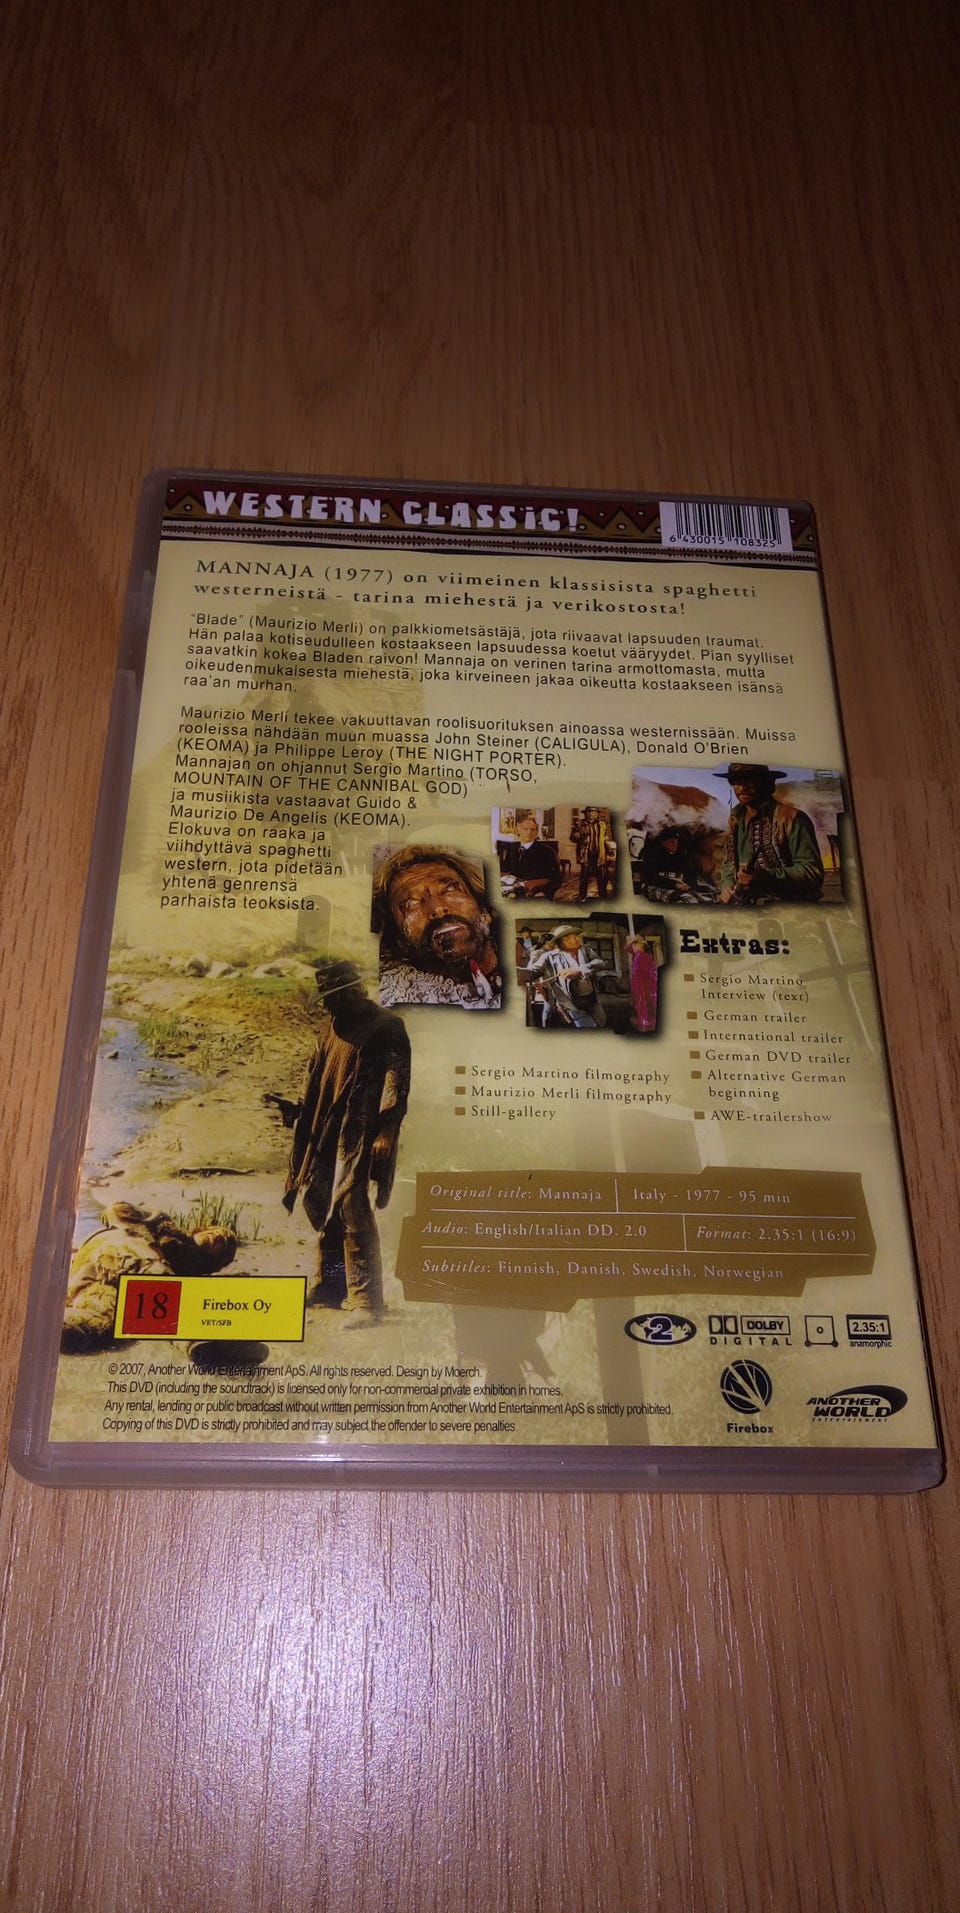 WESTERN CLASSIC!
6 430015 108325
MANNAJA (1977) on viimeinen klassisista spaghetti
westerneistä - tarina miehestä ja verikostosta!
"Blade" (Maurizio Merli) on palkkiometsästäjä, jota riivaavat lapsuuden traumat.
Hän palaa kotiseudulleen kostaakseen lapsuudessa koetut vääryydet. Pian syylliset
saavatkin kokea Bladen raivon! Mannaja on verinen tarina armottomasta, mutta
oikeudenmukaisesta miehestä, joka kirveineen jakaa oikeutta kostaakseen isänsä
raa'an murhan.
Maurizio Merli tekee vakuuttavan roolisuorituksen ainoassa westernissään. Muissa
rooleissa nähdään muun muassa John Steiner (CALIGULA), Donald O'Brien
(KEOMA) ja Philippe Leroy (THE NIGHT PORTER).
Mannajan on ohjannut Sergio Martino (TORSO,
MOUNTAIN OF THE CANNIBAL GOD)
ja musiikista vastaavat Guido &
Maurizio De Angelis (KEOMA).
Elokuva on raaka ja
viihdyttävä spaghetti
western, jota pidetään
yhtenä genrensä
parhaista teoksista.
Extras:
Sergio Martino
Interview (text)
German trailer
International trailer
German DVD trailer
Alternative German
beginning
AWE-trailershow
Sergio Martino filmography
Maurizio Merli filmography
Still-gallery
Original title: Mannaja Italy - 1977 - 95 min
Audio: English/Italian DD. 2.0 Format: 2.35:1 (16:9)
Subtitles: Finnish, Danish, Swedish, Norwegian
18 Firebox Oy
VET/SFB
2 DOLBY DIGITAL 2.35:1 anamorphic
© 2007, Another World Entertainment ApS. All rights reserved. Design by Moerch.
This DVD (including the soundtrack) is licensed only for non-commercial private exhibition in homes.
Any rental, lending or public broadcast without written permission from Another World Entertainment ApS is strictly prohibited.
Copying of this DVD is strictly prohibited and may subject the offender to severe penalties.
Firebox
ANOTHER WORLD ENTERTAINMENT